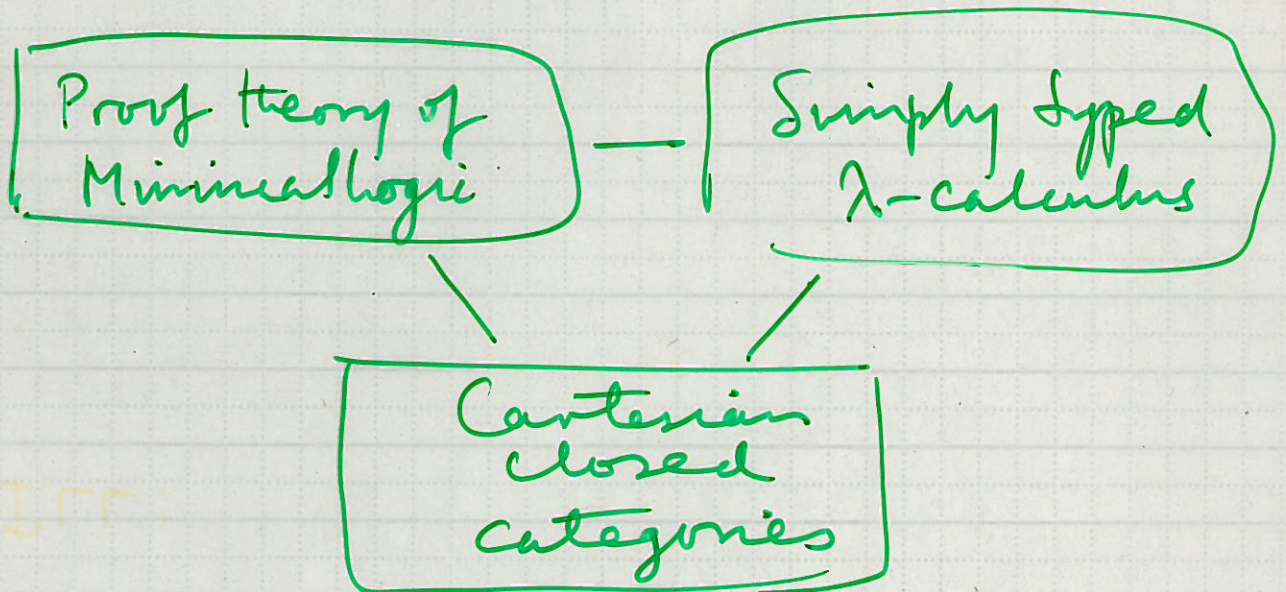 Proof theory of
Minimal logic
Simply typed
λ-calculus
Cartesian
closed
categories